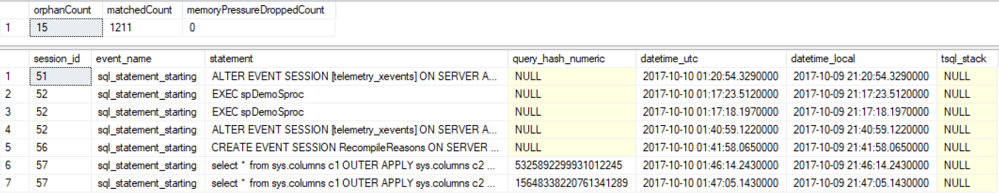 orphanCount matchedCount memoryPressureDroppedCount
1 15 1211 0
session_id event_name statement query_hash_numeric datetime_utc datetime_local tsql_stack
1 51 sql_statement_starting ALTER EVENT SESSION [telemetry_xevents] ON SERVER A... NULL 2017-10-10 01:20:54.3290000 2017-10-09 21:20:54.3290000 NULL
2 52 sql_statement_starting EXEC spDemoSproc NULL 2017-10-10 01:17:23.5120000 2017-10-09 21:17:23.5120000 NULL
3 52 sql_statement_starting EXEC spDemoSproc NULL 2017-10-10 01:17:18.1970000 2017-10-09 21:17:18.1970000 NULL
4 52 sql_statement_starting ALTER EVENT SESSION [telemetry_xevents] ON SERVER A... NULL 2017-10-10 01:40:59.1220000 2017-10-09 21:40:59.1220000 NULL
5 56 sql_statement_starting CREATE EVENT SESSION RecompileReasons ON SERVER ... NULL 2017-10-10 01:41:58.0650000 2017-10-09 21:41:58.0650000 NULL
6 57 sql_statement_starting select * from sys.columns c1 OUTER APPLY sys.columns c2 ... 5325892299931012245 2017-10-10 01:46:14.2430000 2017-10-09 21:46:14.2430000 NULL
7 57 sql_statement_starting select * from sys.columns c1 OUTER APPLY sys.columns c2 ... 15648338220761341289 2017-10-10 01:47:05.1430000 2017-10-09 21:47:05.1430000 NULL